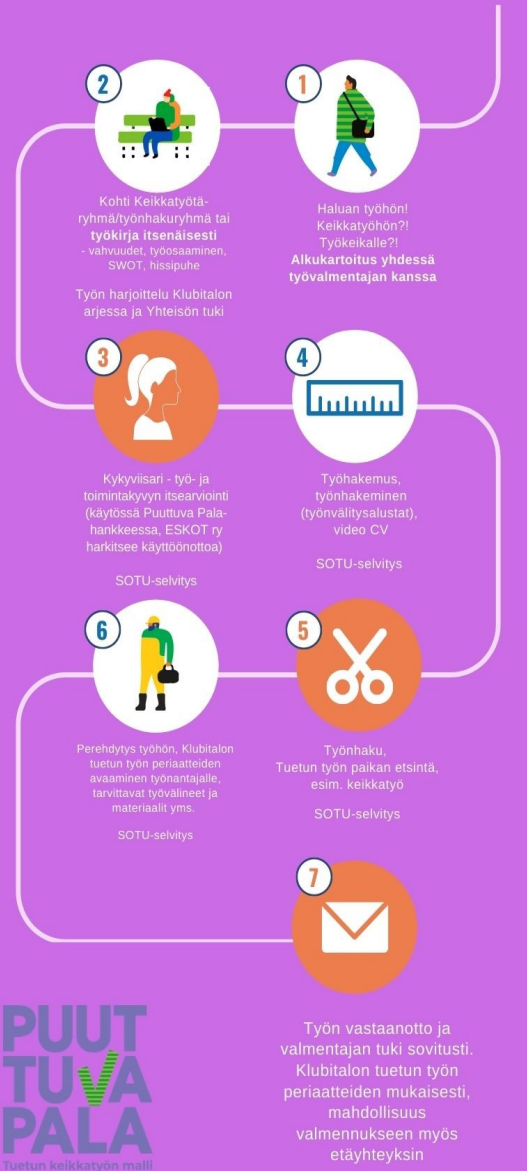 1
Haluan työhön!
Keikkatyöhön?!
Työkeikalle?!
Alkukartoitus yhdessä
työvalmentajan kanssa
2
Kohti Keikkatyötä-
ryhmä/työnhakuryhmä tai
työkirja itsenäisesti
- vahvuudet, työosaaminen,
SWOT, hissipuhe
Työn harjoittelu Klubitalon
arjessa ja Yhteisön tuki
3
Kykyviisari - työ- ja
toimintakyvyn itsearviointi
(käytössä Puuttuva Pala-
hankkeessa, ESKOT ry
harkitsee käyttöönottoa)
SOTU-selvitys
4
Työhakemus,
työnhakeminen
(työnvälitysalustat),
video CV
SOTU-selvitys
5
Työnhaku,
Tuetun työn paikan etsintä,
esim. keikkatyö
SOTU-selvitys
6
Perehdytys työhön, Klubitalon
tuetun työn periaatteiden
avaaminen työnantajalle,
tarvittavat työvälineet ja
materiaalit yms.
SOTU-selvitys
7
Työn vastaanotto ja
valmentajan tuki sovitusti.
Klubitalon tuetun työn
periaatteiden mukaisesti,
mahdollisuus
valmennukseen myös
etäyhteyksin
PUUT
TUVA
PALA
Tuetun keikkatyön malli